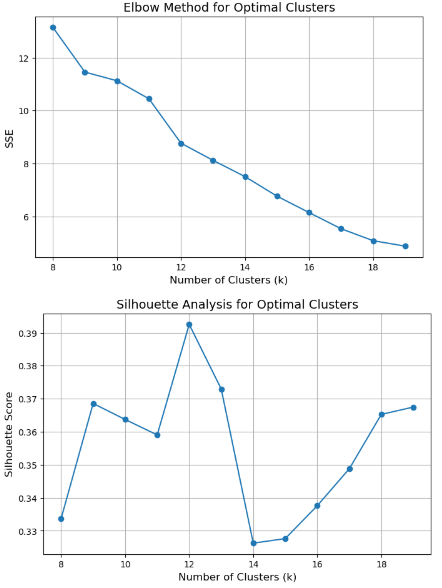 Elbow Method for Optimal Clusters
12
10
8
6
SSE
8 10 12 14 16 18
Number of Clusters (k)
Silhouette Analysis for Optimal Clusters
0.39
0.38
0.37
0.36
0.35
0.34
0.33
Silhouette Score
8 10 12 14 16 18
Number of Clusters (k)